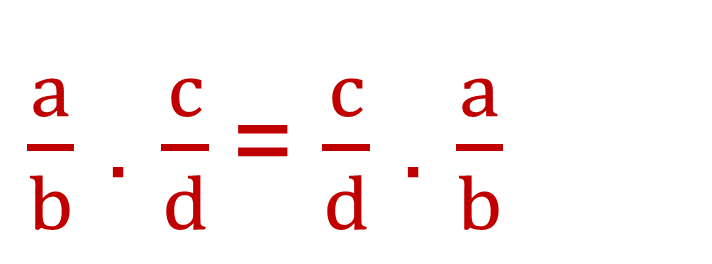 a/b . c/d = c/d . a/b